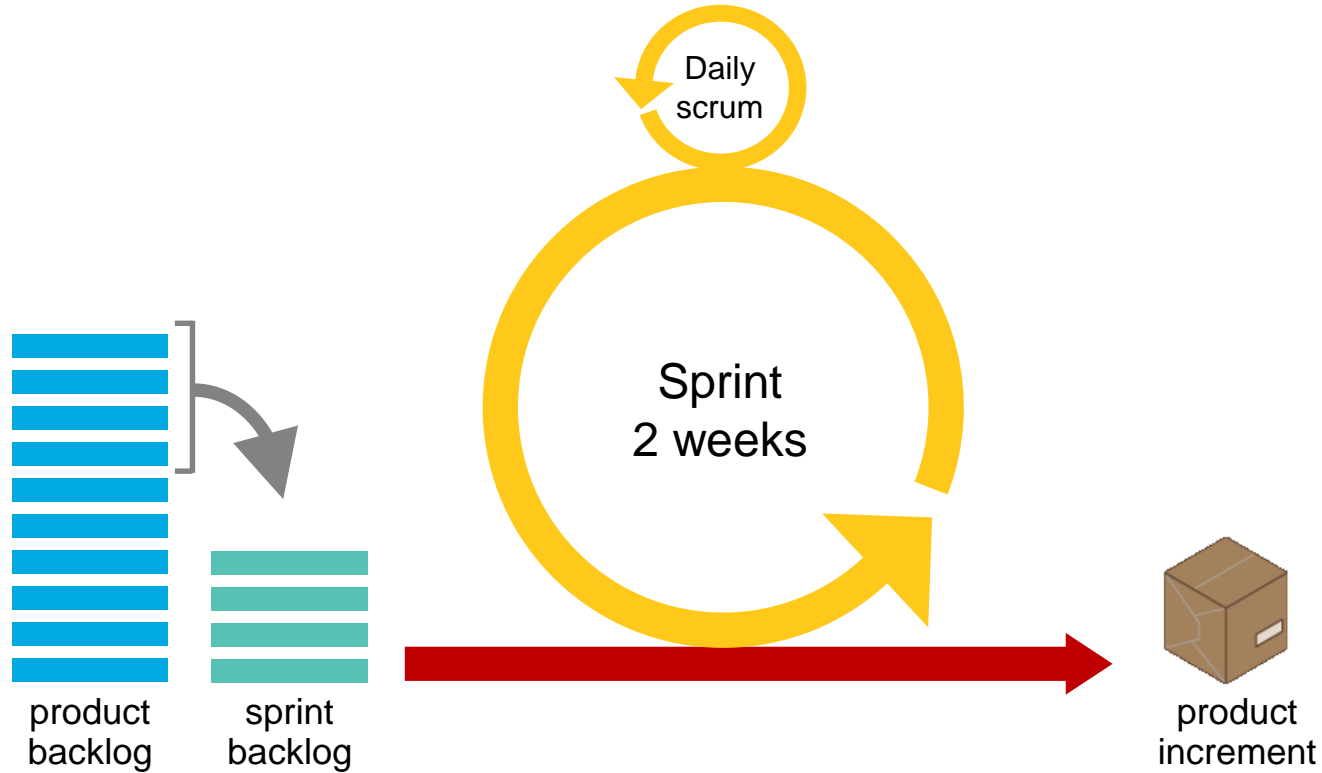 Daily
scrum
Sprint
2 weeks
product
backlog
sprint
backlog
product
increment